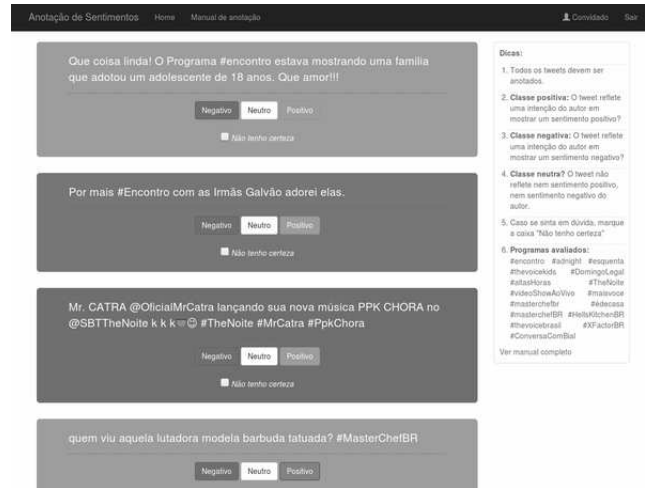 Anotação de Sentimentos Home Manual de anotação Convidado Sair
Que coisa linda! O Programa #encontro estava mostrando uma familia
que adotou um adolescente de 18 anos. Que amor!!!
Negativo Neutro Positivo
Não tenho certeza
Por mais #Encontro com as Irmãs Galvão adorei elas.
Negativo Neutro Positivo
Não tenho certeza
Mr. CATRA @OficialMrCatra lançando sua nova música PPK CHORA no
@SBTTheNoite k k k #TheNoite #MrCatra #PpkChora
Negativo Neutro Positivo
Não tenho certeza
quem viu aquela lutadora modela barbuda tatuada? #MasterChefBR
Negativo Neutro Positivo
Dicas:
1. Todos os tweets devem ser
anotados.
2. Classe positiva: O tweet reflete
uma intenção do autor em
mostrar um sentimento positivo?
3. Classe negativa: O tweet reflete
uma intenção do autor em
mostrar um sentimento negativo?
4. Classe neutra? O tweet não
reflete nem sentimento positivo,
nem sentimento negativo do
autor.
5. Caso se sinta em dúvida, marque
a caixa "Não tenho certeza"
6. Programas avaliados:
#encontro #adnight #esquenta
#thevoicekids #DomingoLegal
#altasHoras #TheNoite
#videoShowAoVivo #maisvoce
#masterchefbr #édecasa
#masterchefBR #HellsKitchenBR
#thevoicebrasil #XFactorBR
#ConversaComBial
Ver manual completo